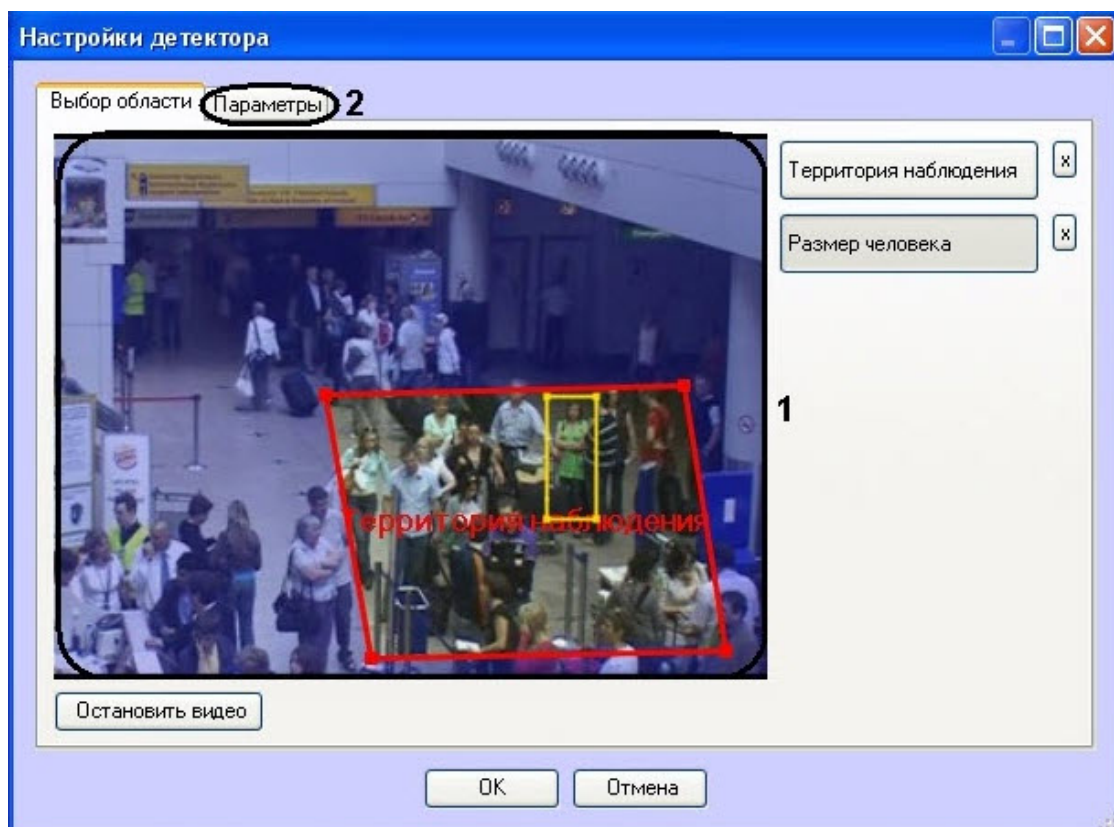 Настройки детектора
Выбор области
Параметры
2
Территория наблюдения
x
Размер человека
x
1
Территория наблюдения
Остановить видео
OK
Отмена